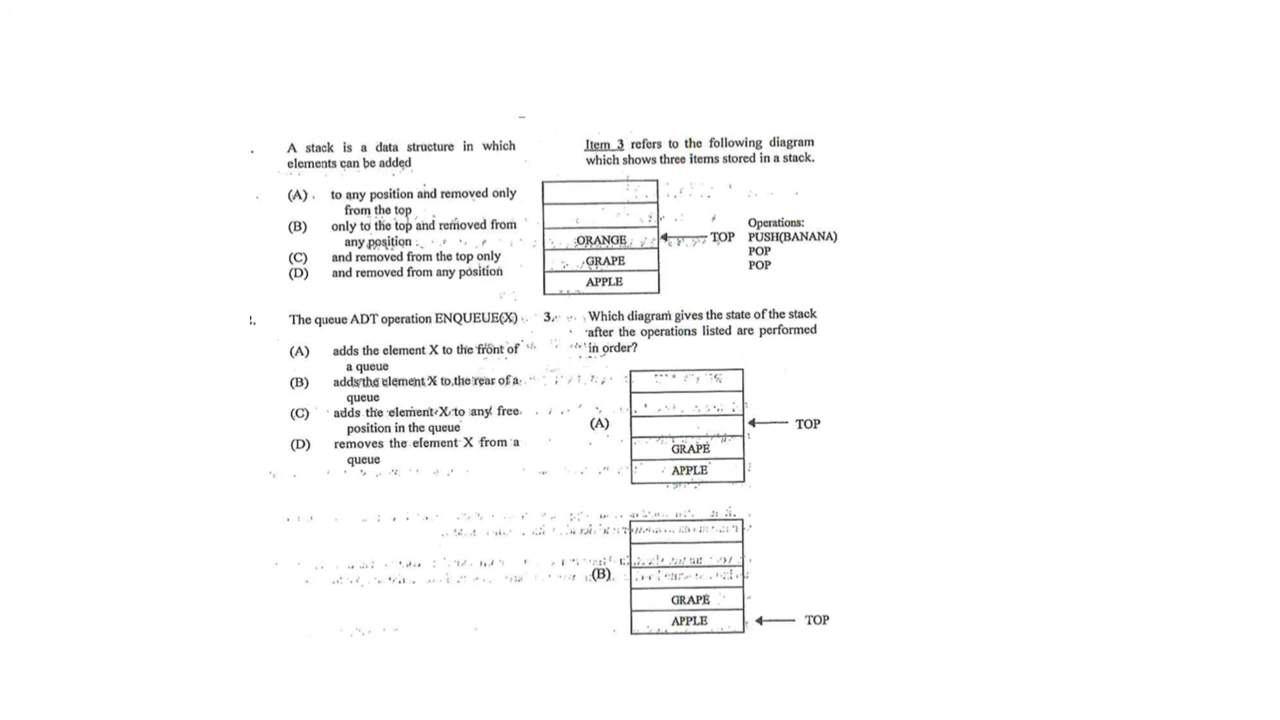 A stack is a data structure in which
elements can be added
(A) to any position and removed only
from the top
(B) only to the top and removed from
any position
(C) and removed from the top only
(D) and removed from any position
2. The queue ADT operation ENQUEUE(X)
(A) adds the element X to the front of
a queue
(B) adds the element X to the rear of a
queue
(C) adds the element X to any free
position in the queue
(D) removes the element X from a
queue
Item 3 refers to the following diagram
which shows three items stored in a stack.
ORANGE
GRAPE
APPLE
TOP
Operations:
PUSH(BANANA)
POP
POP
3. Which diagram gives the state of the stack
after the operations listed are performed
in order?
(A)
GRAPE
APPLE
TOP
(B)
GRAPE
APPLE
TOP